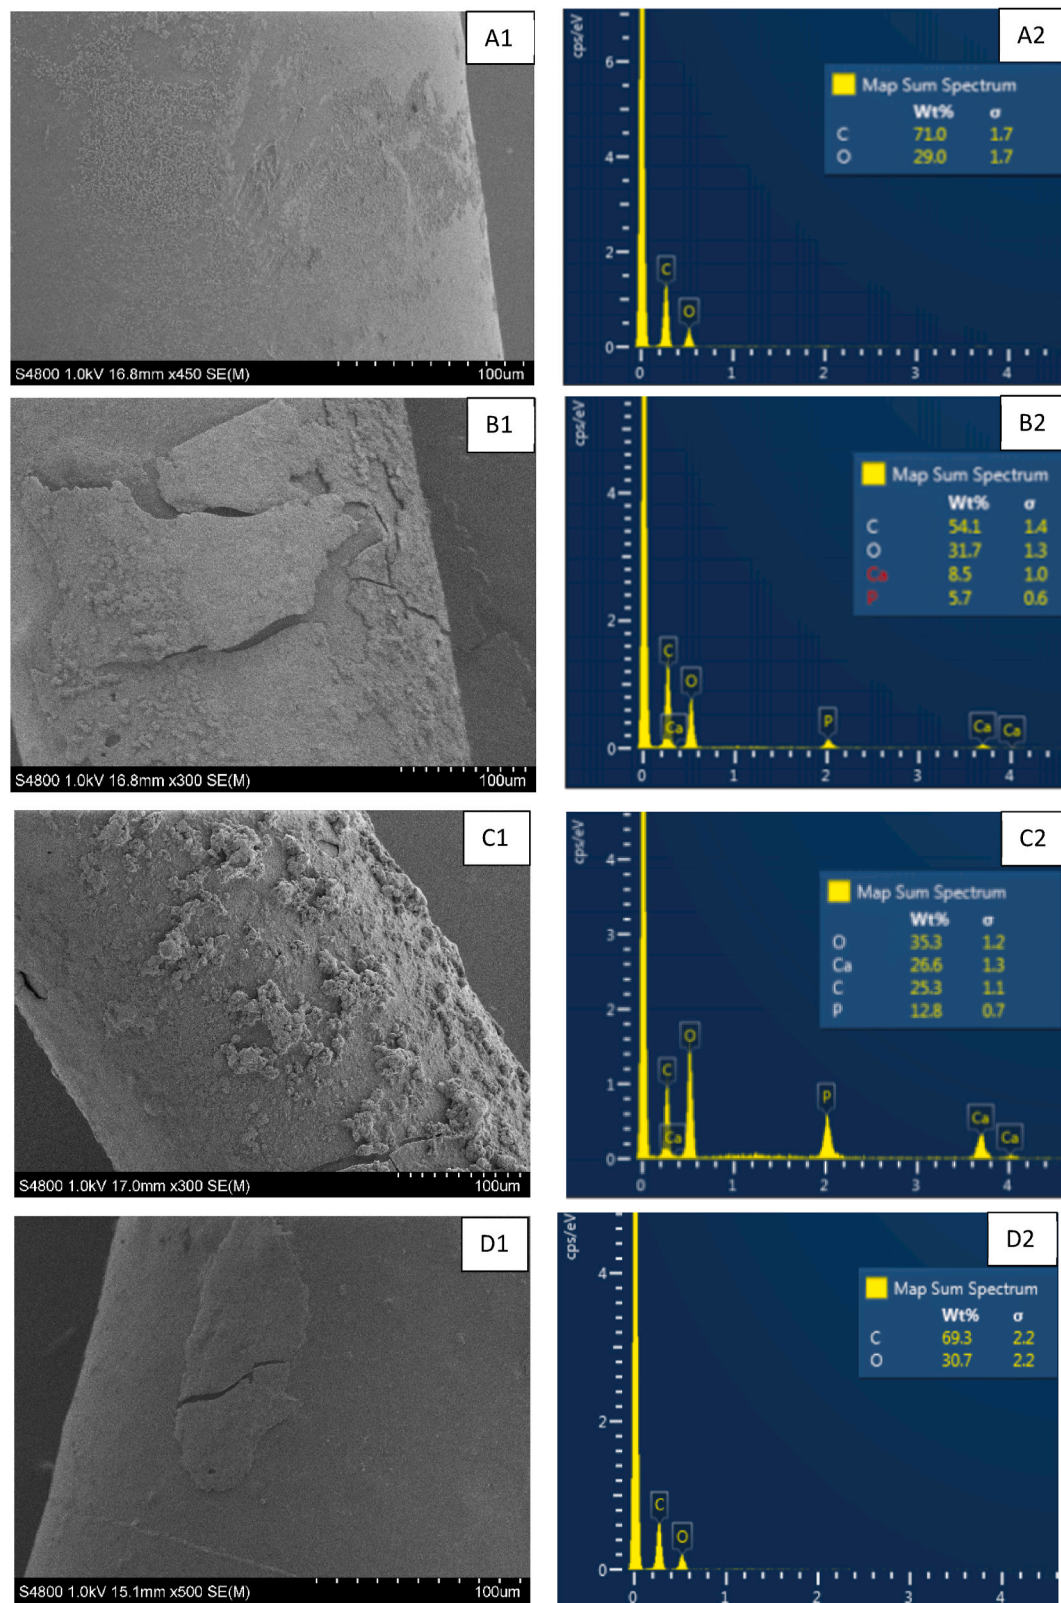 A1
S4800 1.0kV 16.8mm x450 SE(M) 100um
A2
cps/eV
Map Sum Spectrum
Wt% σ
C 71.0 1.7
O 29.0 1.7
6
4
2
0
C
O
0 1 2 3 4
B1
S4800 1.0kV 16.8mm x300 SE(M) 100um
B2
cps/eV
Map Sum Spectrum
Wt% σ
C 54.1 1.4
O 31.7 1.3
Ca 8.5 1.0
P 5.7 0.6
4
2
0
C
Ca
O
P
Ca
Ca
0 1 2 3 4
C1
S4800 1.0kV 17.0mm x300 SE(M) 100um
C2
cps/eV
Map Sum Spectrum
Wt% σ
O 35.3 1.2
Ca 26.6 1.3
C 25.3 1.1
P 12.8 0.7
4
3
2
1
0
C
Ca
O
P
Ca
Ca
0 1 2 3 4
D1
S4800 1.0kV 15.1mm x500 SE(M) 100um
D2
cps/eV
Map Sum Spectrum
Wt% σ
C 69.3 2.2
O 30.7 2.2
4
2
0
C
O
0 1 2 3 4